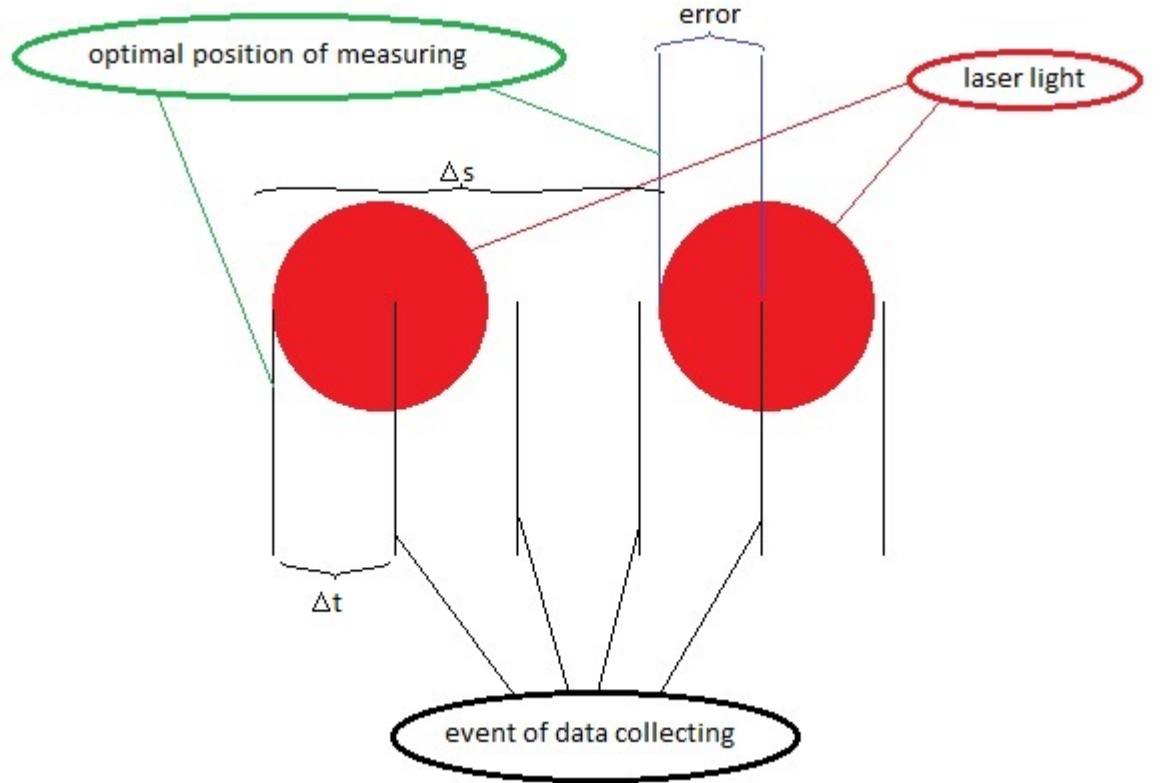 error
optimal position of measuring
laser light
Δs
Δt
event of data collecting